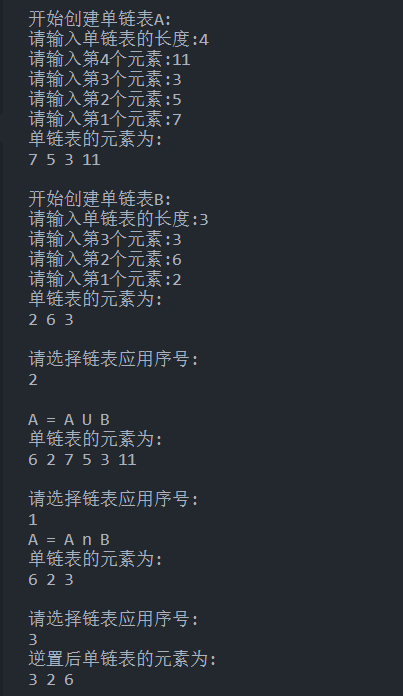 开始创建单链表A:
请输入单链表的长度:4
请输入第4个元素:11
请输入第3个元素:3
请输入第2个元素:5
请输入第1个元素:7
单链表的元素为:
7 5 3 11
开始创建单链表B:
请输入单链表的长度:3
请输入第3个元素:3
请输入第2个元素:6
请输入第1个元素:2
单链表的元素为:
2 6 3
请选择链表应用序号:
2
A = A U B
单链表的元素为:
6 2 7 5 3 11
请选择链表应用序号:
1
A = A n B
单链表的元素为:
6 2 3
请选择链表应用序号:
3
逆置后单链表的元素为:
3 2 6